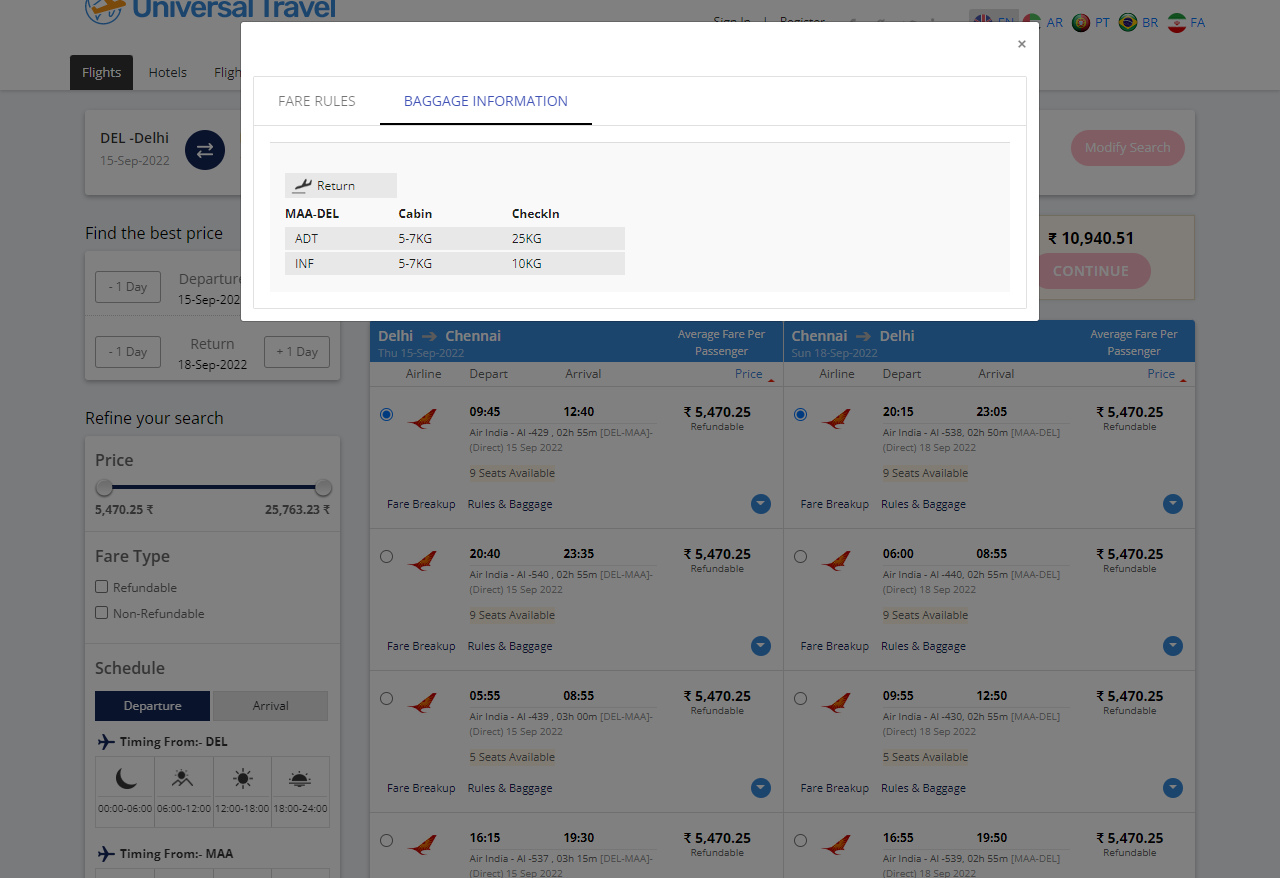 Universal Travel
Sign In | Register
EN AR PT BR FA
Flights Hotels
×
FARE RULES BAGGAGE INFORMATION
DEL -Delhi
15-Sep-2022
Modify Search
Return
MAA-DEL Cabin CheckIn
ADT 5-7KG 25KG
INF 5-7KG 10KG
Find the best price
₹ 10,940.51
CONTINUE
- 1 Day Departure
15-Sep-2022
- 1 Day Return + 1 Day
18-Sep-2022
Delhi Chennai Average Fare Per Passenger
Thu 15-Sep-2022
Chennai Delhi Average Fare Per Passenger
Sun 18-Sep-2022
Airline Depart Arrival Price
Airline Depart Arrival Price
Refine your search
Price
5,470.25 ₹ 25,763.23 ₹
Fare Type
Refundable
Non-Refundable
Schedule
Departure Arrival
Timing From:- DEL
00:00-06:00 06:00-12:00 12:00-18:00 18:00-24:00
Timing From:- MAA
09:45 12:40 ₹ 5,470.25
Air India - AI -429 , 02h 55m [DEL-MAA]- Refundable
(Direct) 15 Sep 2022
9 Seats Available
Fare Breakup Rules & Baggage
20:15 23:05 ₹ 5,470.25
Air India - AI -538, 02h 50m [MAA-DEL] Refundable
(Direct) 18 Sep 2022
9 Seats Available
Fare Breakup Rules & Baggage
20:40 23:35 ₹ 5,470.25
Air India - AI -540 , 02h 55m [DEL-MAA]- Refundable
(Direct) 15 Sep 2022
9 Seats Available
Fare Breakup Rules & Baggage
06:00 08:55 ₹ 5,470.25
Air India - AI -440, 02h 55m [MAA-DEL] Refundable
(Direct) 18 Sep 2022
9 Seats Available
Fare Breakup Rules & Baggage
05:55 08:55 ₹ 5,470.25
Air India - AI -439 , 03h 00m [DEL-MAA]- Refundable
(Direct) 15 Sep 2022
5 Seats Available
Fare Breakup Rules & Baggage
09:55 12:50 ₹ 5,470.25
Air India - AI -430, 02h 55m [MAA-DEL] Refundable
(Direct) 18 Sep 2022
5 Seats Available
Fare Breakup Rules & Baggage
16:15 19:30 ₹ 5,470.25
Air India - AI -537 , 03h 15m [DEL-MAA]- Refundable
(Direct) 15 Sep 2022
16:55 19:50 ₹ 5,470.25
Air India - AI -539, 02h 55m [MAA-DEL] Refundable
(Direct) 18 Sep 2022